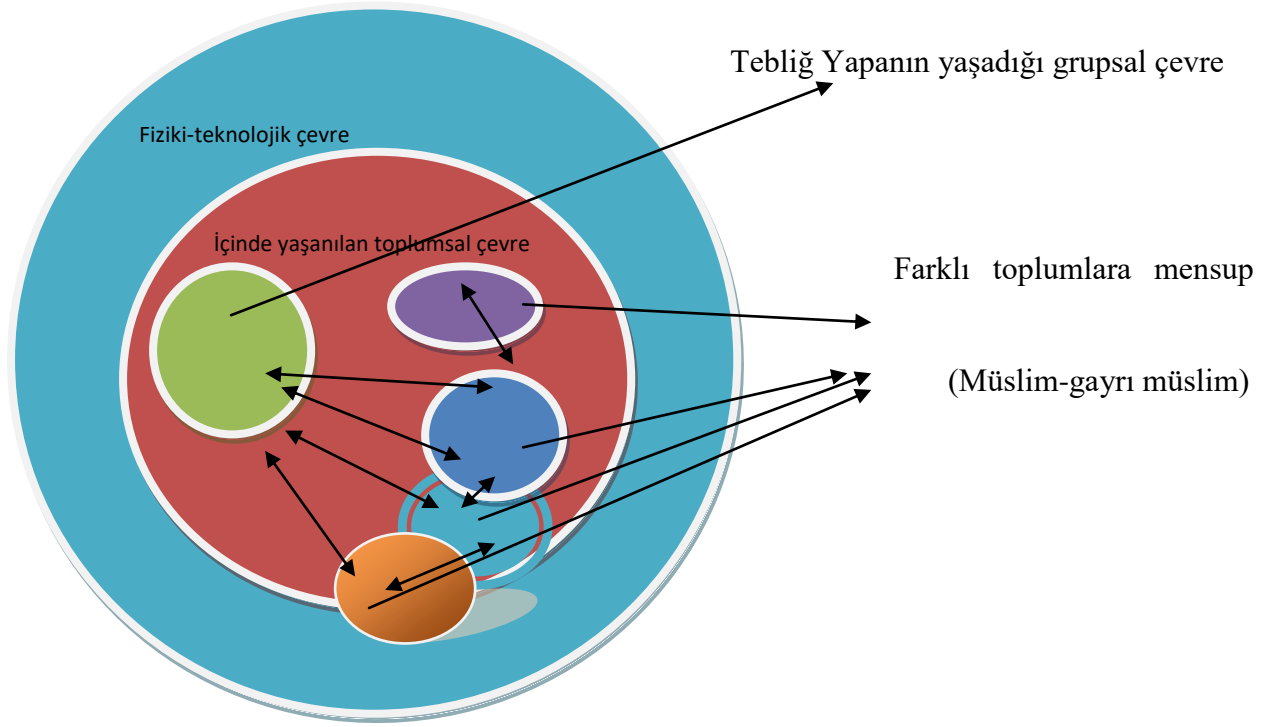 Tebliğ Yapanın yaşadığı grupsal çevre
Fiziki-teknolojik çevre
İçinde yaşanılan toplumsal çevre
Farklı toplumlara mensup
(Müslim-gayrı müslim)